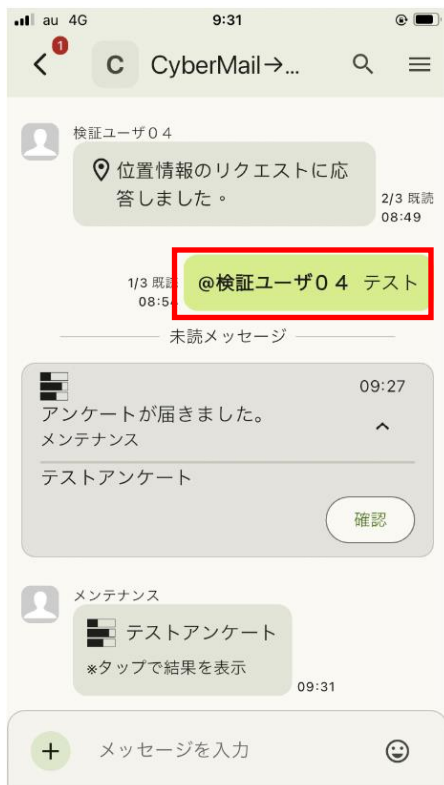 au 4G 9:31
1
C CyberMail→...
検証ユーザ04
位置情報のリクエストに応
答しました。
2/3 既読
08:49
1/3 既読
08:54
@検証ユーザ04 テスト
未読メッセージ
09:27
アンケートが届きました。
メンテナンス
テストアンケート
確認
メンテナンス
テストアンケート
※タップで結果を表示
09:31
+ メッセージを入力